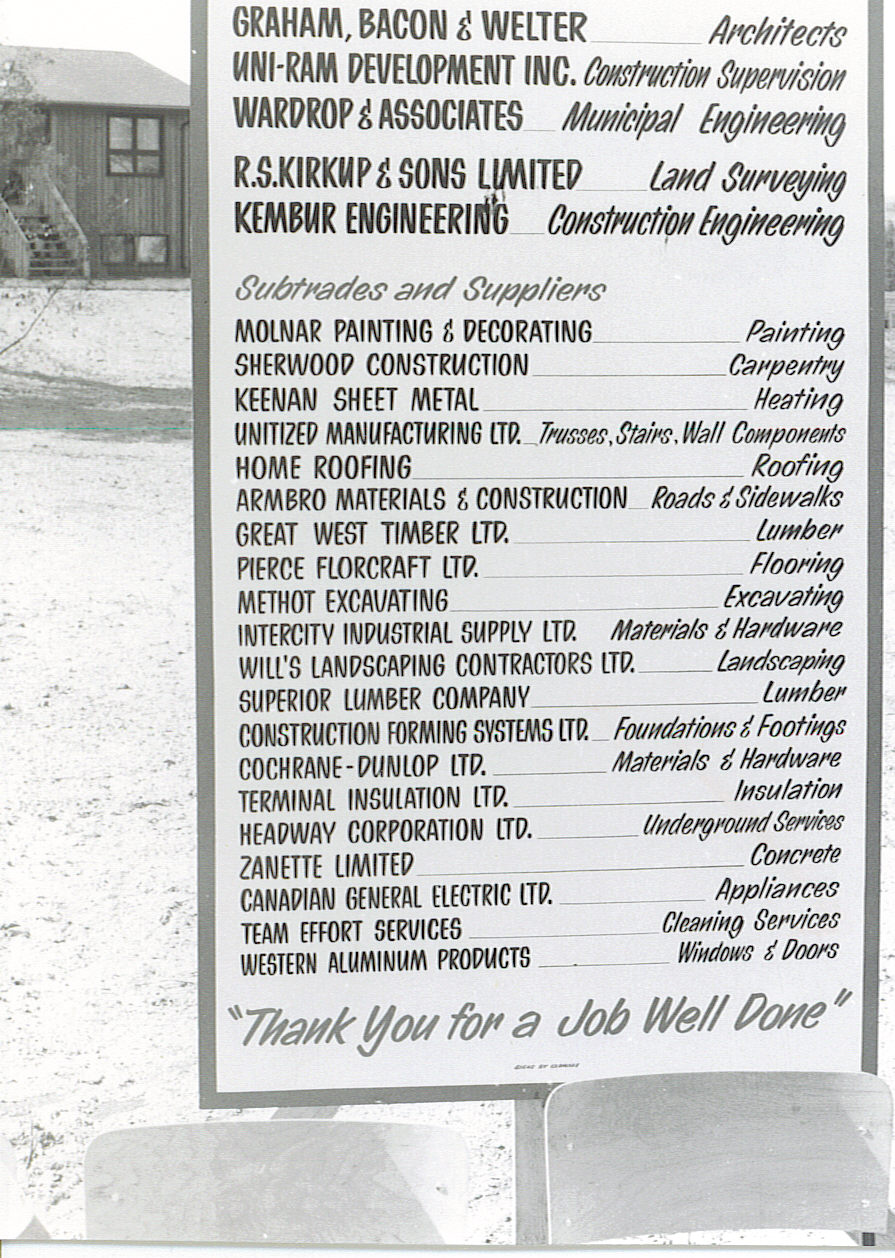 GRAHAM, BACON & WELTER Architects
UNI-RAM DEVELOPMENT INC. Construction Supervision
WARDROP & ASSOCIATES Municipal Engineering
R.S. KIRKUP & SONS LIMITED Land Surveying
KEMBUR ENGINEERING Construction Engineering
Subtrades and Suppliers
MOLNAR PAINTING & DECORATING Painting
SHERWOOD CONSTRUCTION Carpentry
KEENAN SHEET METAL Heating
UNITIZED MANUFACTURING LTD. Trusses, Stairs, Wall Components
HOME ROOFING Roofing
ARMBRO MATERIALS & CONSTRUCTION Roads & Sidewalks
GREAT WEST TIMBER LTD. Lumber
PIERCE FLORCRAFT LTD. Flooring
METHOT EXCAVATING Excavating
INTERCITY INDUSTRIAL SUPPLY LTD. Materials & Hardware
WILL'S LANDSCAPING CONTRACTORS LTD. Landscaping
SUPERIOR LUMBER COMPANY Lumber
CONSTRUCTION FORMING SYSTEMS LTD. Foundations & Footings
COCHRANE-DUNLOP LTD. Materials & Hardware
TERMINAL INSULATION LTD. Insulation
HEADWAY CORPORATION LTD. Underground Services
ZANETTE LIMITED Concrete
CANADIAN GENERAL ELECTRIC LTD. Appliances
TEAM EFFORT SERVICES Cleaning Services
WESTERN ALUMINUM PRODUCTS Windows & Doors
"Thank You for a Job Well Done"